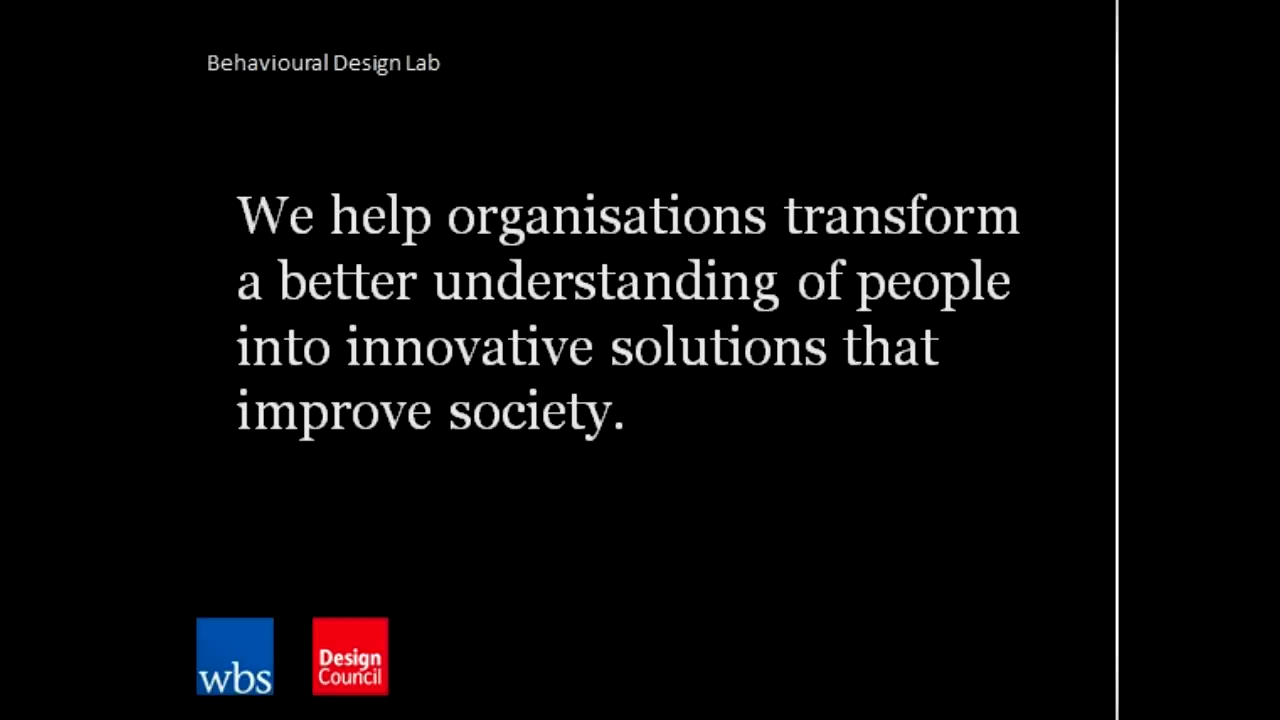 Behavioural Design Lab
We help organisations transform
a better understanding of people
into innovative solutions that
improve society.
wbs
Design
Council